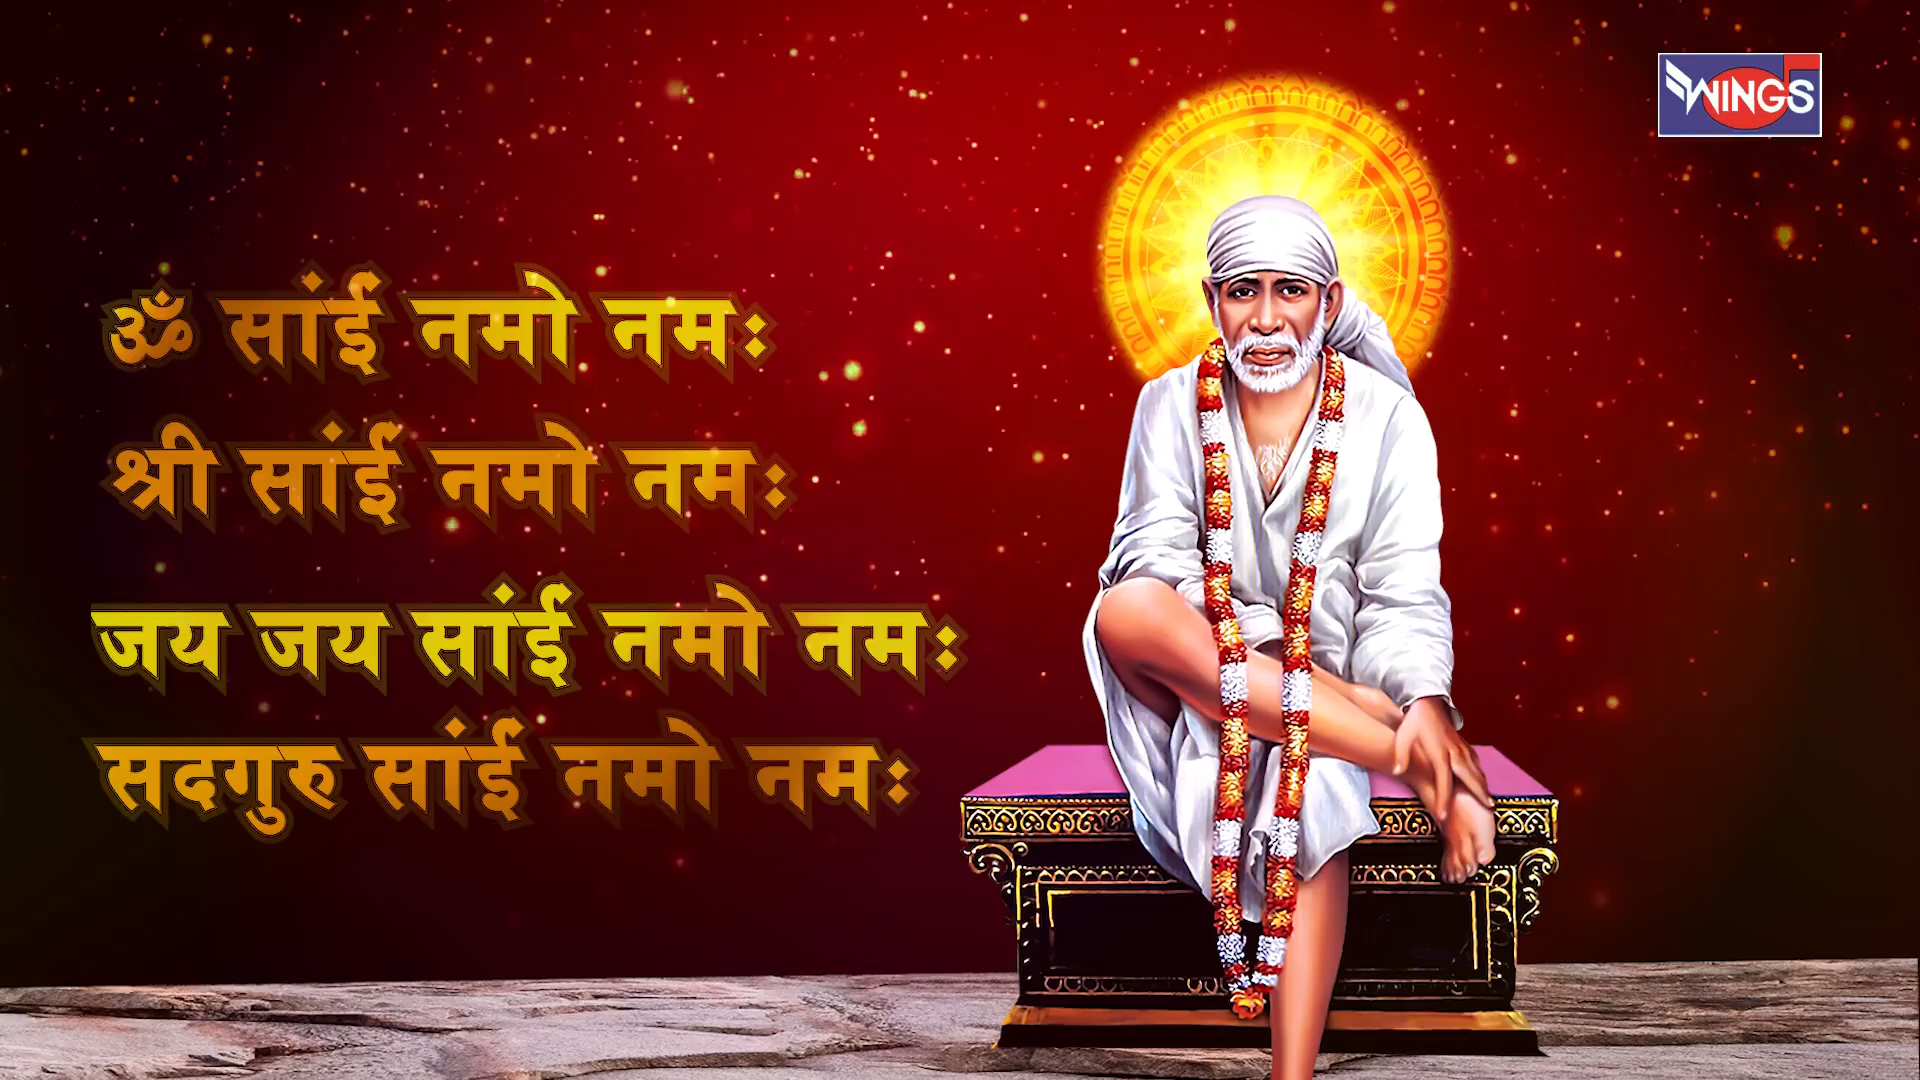 WINGS
ॐ सांई नमो नमः
श्री सांई नमो नमः
जय जय सांई नमो नमः
सदगुरु सांई नमो नमः